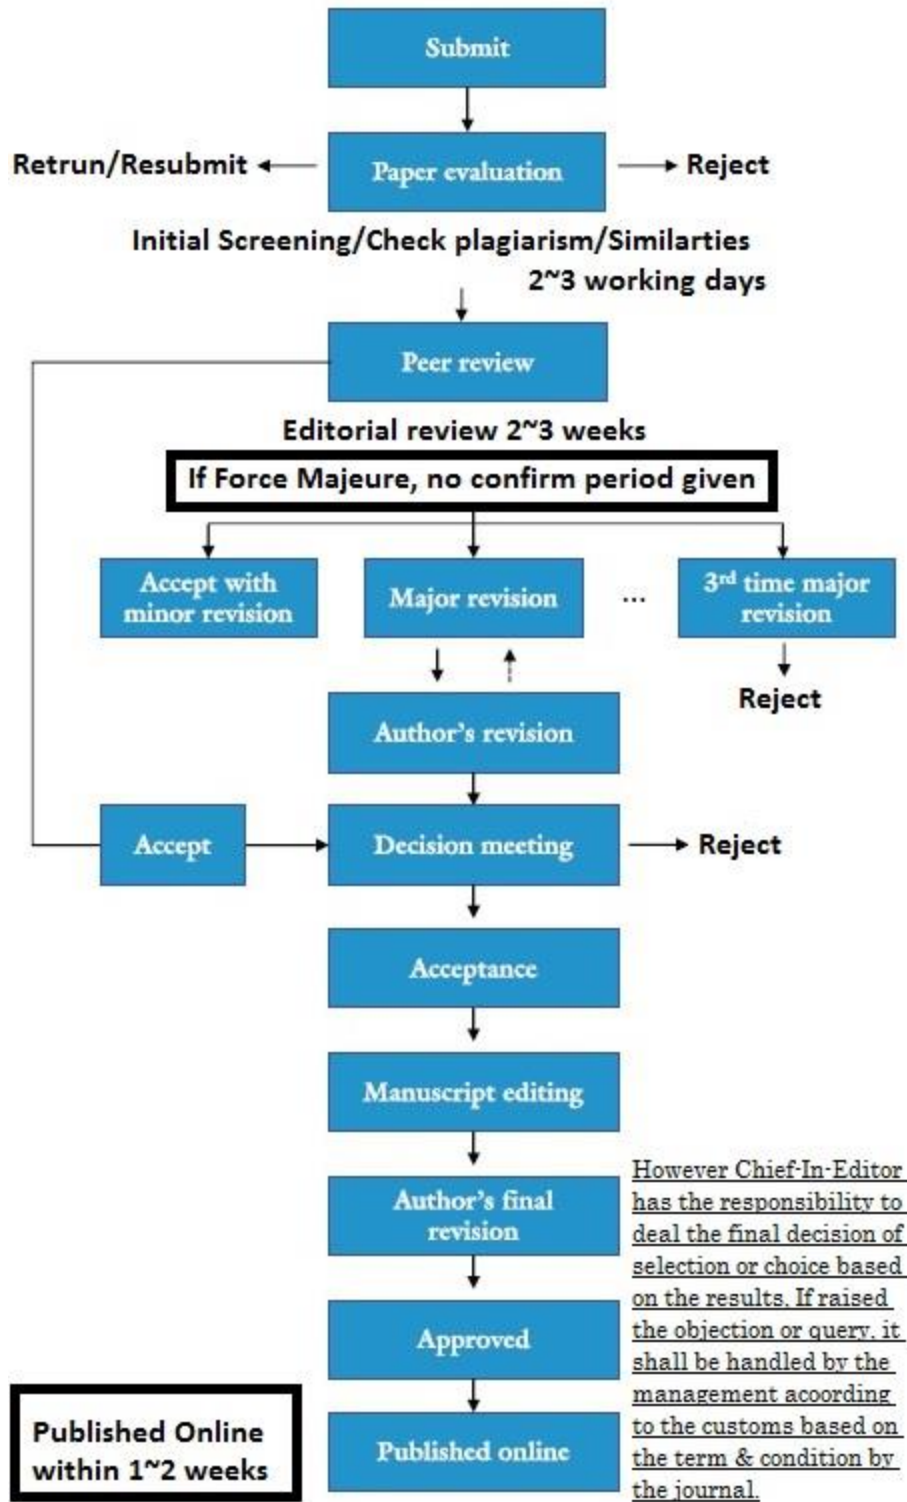 Submit
Retrun/Resubmit
Paper evaluation
Reject
Initial Screening/Check plagiarism/Similarties
2~3 working days
Peer review
Editorial review 2~3 weeks
If Force Majeure, no confirm period given
Accept with
minor revision
Major revision
...
3rd time major
revision
Reject
Author's revision
Accept
Decision meeting
Reject
Acceptance
Manuscript editing
Author's final
revision
Approved
Published online
However Chief-In-Editor
has the responsibility to
deal the final decision of
selection or choice based
on the results. If raised
the objection or query. it
shall be handled by the
management acoording
to the customs based on
the term & condition by
the journal.
Published Online
within 1~2 weeks